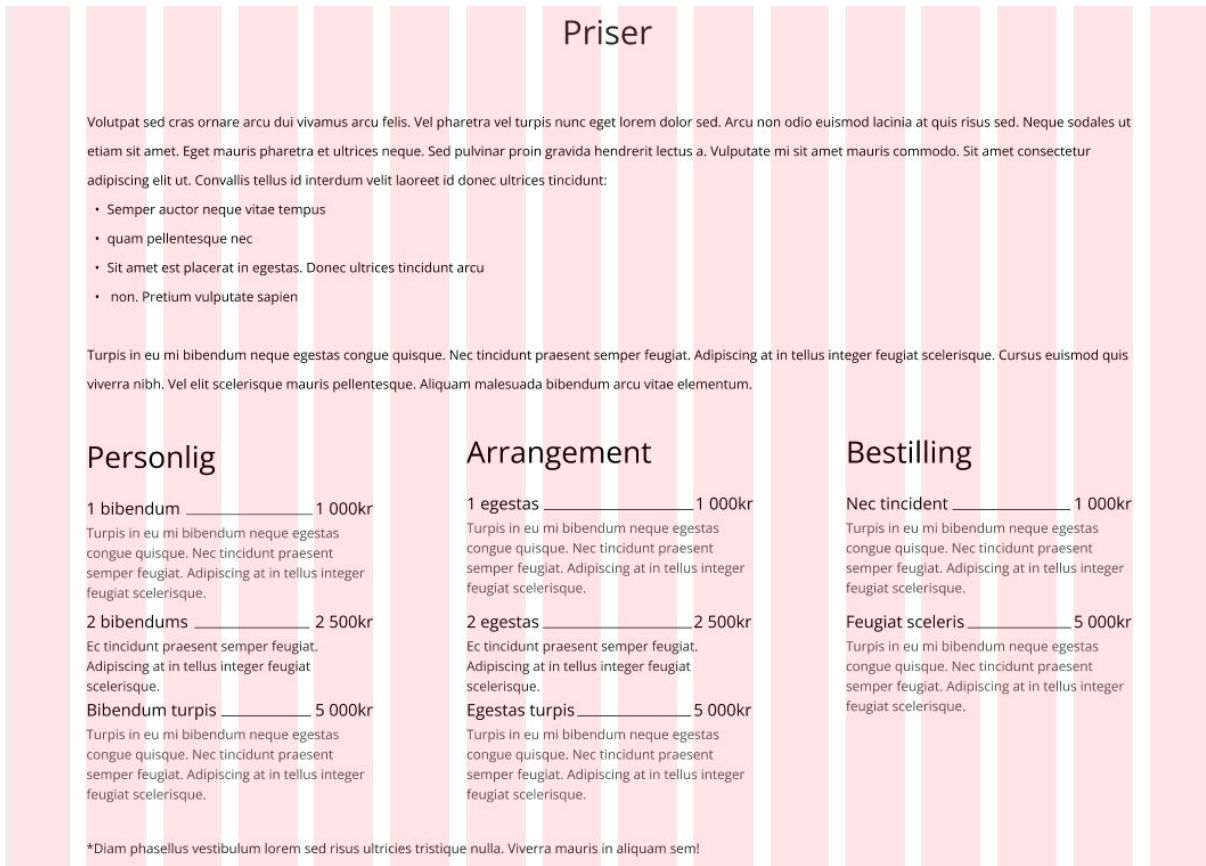 Priser
Volutpat sed cras ornare arcu dui vivamus arcu felis. Vel pharetra vel turpis nunc eget lorem dolor sed. Arcu non odio euismod lacinia at quis risus sed. Neque sodales ut
etiam sit amet. Eget mauris pharetra et ultrices neque. Sed pulvinar proin gravida hendrerit lectus a. Vulputate mi sit amet mauris commodo. Sit amet consectetur
adipiscing elit ut. Convallis tellus id interdum velit laoreet id donec ultrices tincidunt:
• Semper auctor neque vitae tempus
• quam pellentesque nec
• Sit amet est placerat in egestas. Donec ultrices tincidunt arcu
• non. Pretium vulputate sapien
Turpis in eu mi bibendum neque egestas congue quisque. Nec tincidunt praesent semper feugiat. Adipiscing at in tellus integer feugiat scelerisque. Cursus euismod quis
viverra nibh. Vel elit scelerisque mauris pellentesque. Aliquam malesuada bibendum arcu vitae elementum.
Personlig
1 bibendum ______________ 1 000kr
Turpis in eu mi bibendum neque egestas
congue quisque. Nec tincidunt praesent
semper feugiat. Adipiscing at in tellus integer
feugiat scelerisque.
2 bibendums _____________ 2 500kr
Ec tincidunt praesent semper feugiat.
Adipiscing at in tellus integer feugiat
scelerisque.
Bibendum turpis __________ 5 000kr
Turpis in eu mi bibendum neque egestas
congue quisque. Nec tincidunt praesent
semper feugiat. Adipiscing at in tellus integer
feugiat scelerisque.
Arrangement
1 egestas _________________ 1 000kr
Turpis in eu mi bibendum neque egestas
congue quisque. Nec tincidunt praesent
semper feugiat. Adipiscing at in tellus integer
feugiat scelerisque.
2 egestas _________________ 2 500kr
Ec tincidunt praesent semper feugiat.
Adipiscing at in tellus integer feugiat
scelerisque.
Egestas turpis _____________ 5 000kr
Turpis in eu mi bibendum neque egestas
congue quisque. Nec tincidunt praesent
semper feugiat. Adipiscing at in tellus integer
feugiat scelerisque.
Bestilling
Nec tincident _____________ 1 000kr
Turpis in eu mi bibendum neque egestas
congue quisque. Nec tincidunt praesent
semper feugiat. Adipiscing at in tellus integer
feugiat scelerisque.
Feugiat sceleris ____________ 5 000kr
Turpis in eu mi bibendum neque egestas
congue quisque. Nec tincidunt praesent
semper feugiat. Adipiscing at in tellus integer
feugiat scelerisque.
*Diam phasellus vestibulum lorem sed risus ultricies tristique nulla. Viverra mauris in aliquam sem!